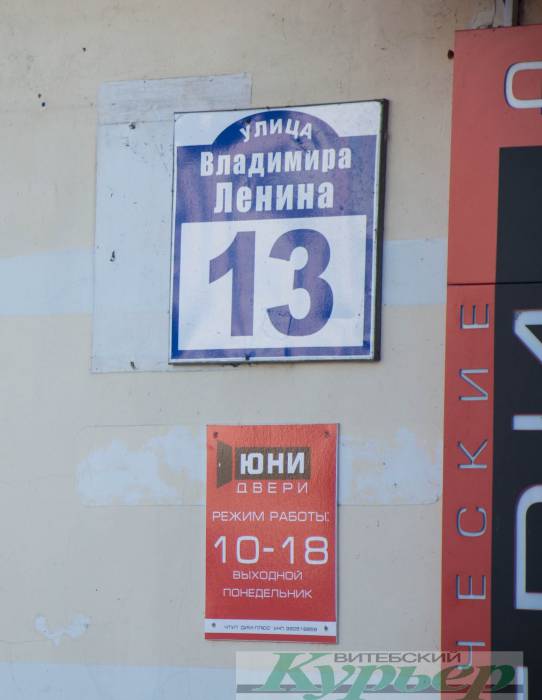 УЛИЦА
Владимира
Ленина
13
ЮНИ
ДВЕРИ
РЕЖИМ РАБОТЫ:
10-18
ВЫХОДНОЙ
ПОНЕДЕЛЬНИК
ЧЕСКИЕ
ВИТЕБСКИЙ
Курьер